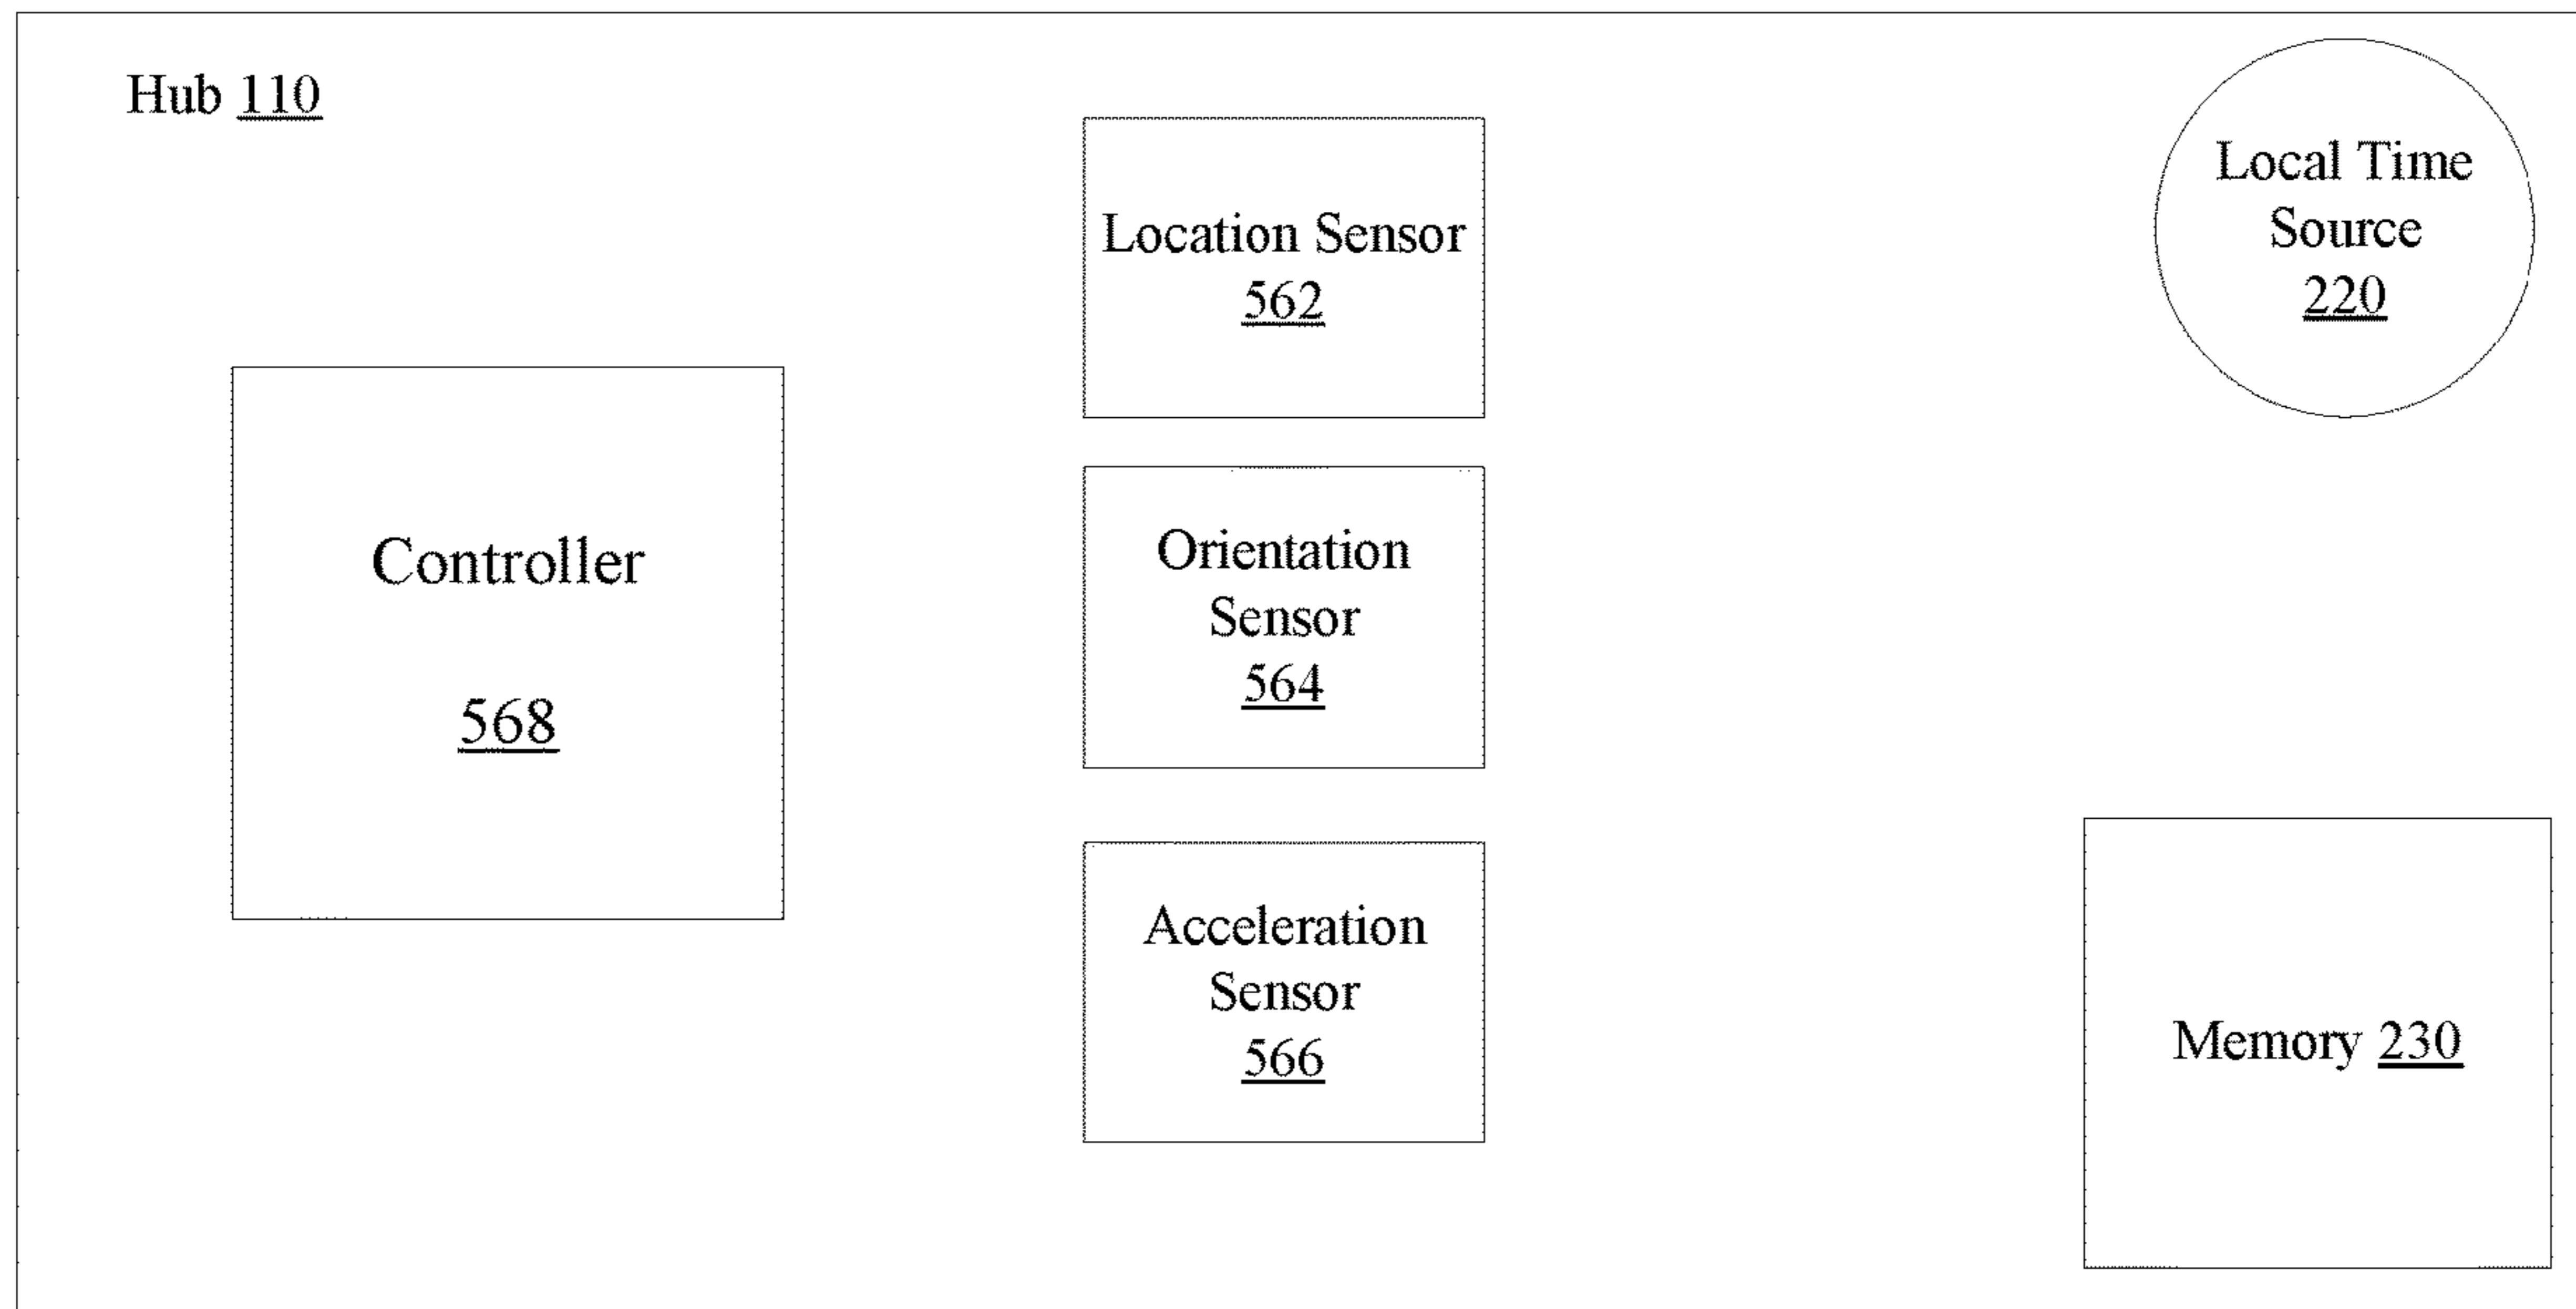 Hub 110
Location Sensor
562
Local Time
Source
220
Controller
568
Orientation
Sensor
564
Acceleration
Sensor
566
Memory 230